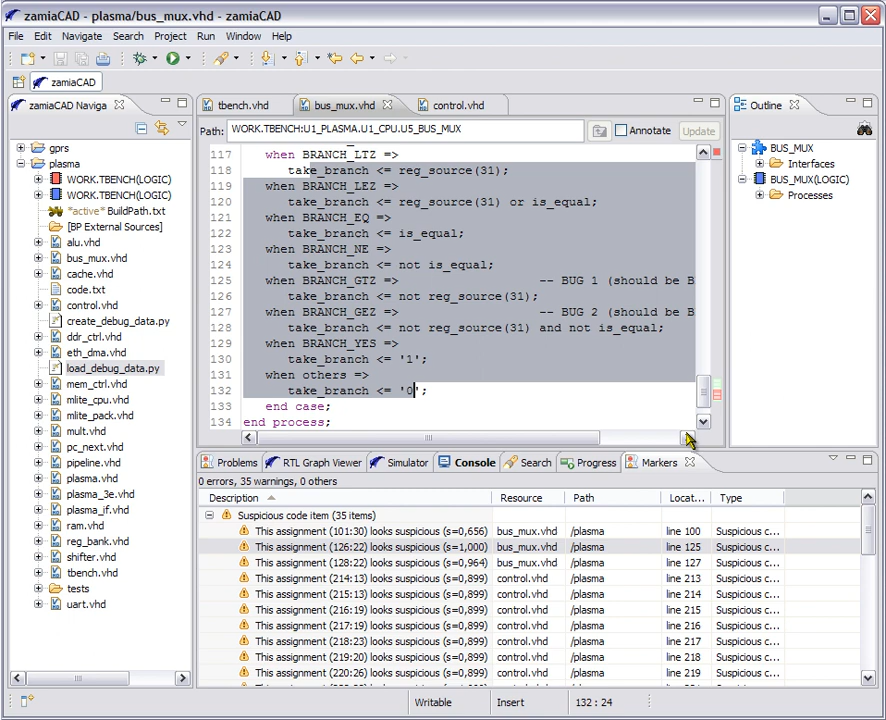 zamiaCAD - plasma/bus_mux.vhd - zamiaCAD
File Edit Navigate Search Project Run Window Help
zamiaCAD
zamiaCAD Naviga
gprs
plasma
WORK.TBENCH(LOGIC)
WORK.TBENCH(LOGIC)
*active* BuildPath.txt
[BP External Sources]
alu.vhd
bus_mux.vhd
cache.vhd
code.txt
control.vhd
create_debug_data.py
ddr_ctrl.vhd
eth_dma.vhd
load_debug_data.py
mem_ctrl.vhd
mlite_cpu.vhd
mlite_pack.vhd
mult.vhd
pc_next.vhd
pipeline.vhd
plasma.vhd
plasma_3e.vhd
plasma_if.vhd
ram.vhd
reg_bank.vhd
shifter.vhd
tbench.vhd
tests
uart.vhd
tbench.vhd bus_mux.vhd control.vhd
Path: WORK.TBENCH:U1_PLASMA.U1_CPU.U5_BUS_MUX Annotate Update
117 when BRANCH_LTZ =>
118 take_branch <= reg_source(31);
119 when BRANCH_LEZ =>
120 take_branch <= reg_source(31) or is_equal;
121 when BRANCH_EQ =>
122 take_branch <= is_equal;
123 when BRANCH_NE =>
124 take_branch <= not is_equal;
125 when BRANCH_GTZ => -- BUG 1 (should be B
126 take_branch <= not reg_source(31);
127 when BRANCH_GEZ => -- BUG 2 (should be B
128 take_branch <= not reg_source(31) and not is_equal;
129 when BRANCH_YES =>
130 take_branch <= '1';
131 when others =>
132 take_branch <= '0';
133 end case;
134 end process;
Outline
BUS_MUX
Interfaces
BUS_MUX(LOGIC)
Processes
Problems RTL Graph Viewer Simulator Console Search Progress Markers
0 errors, 35 warnings, 0 others
Description Resource Path Locat... Type
Suspicious code item (35 items)
This assignment (101:30) looks suspicious (s=0,656) bus_mux.vhd /plasma line 100 Suspicious c...
This assignment (126:22) looks suspicious (s=1,000) bus_mux.vhd /plasma line 125 Suspicious c...
This assignment (128:22) looks suspicious (s=0,964) bus_mux.vhd /plasma line 127 Suspicious c...
This assignment (214:13) looks suspicious (s=0,899) control.vhd /plasma line 213 Suspicious c...
This assignment (215:13) looks suspicious (s=0,899) control.vhd /plasma line 214 Suspicious c...
This assignment (216:19) looks suspicious (s=0,899) control.vhd /plasma line 215 Suspicious c...
This assignment (217:19) looks suspicious (s=0,899) control.vhd /plasma line 216 Suspicious c...
This assignment (218:23) looks suspicious (s=0,899) control.vhd /plasma line 217 Suspicious c...
This assignment (219:20) looks suspicious (s=0,899) control.vhd /plasma line 218 Suspicious c...
This assignment (220:26) looks suspicious (s=0,899) control.vhd /plasma line 219 Suspicious c...
Writable Insert 132 : 24